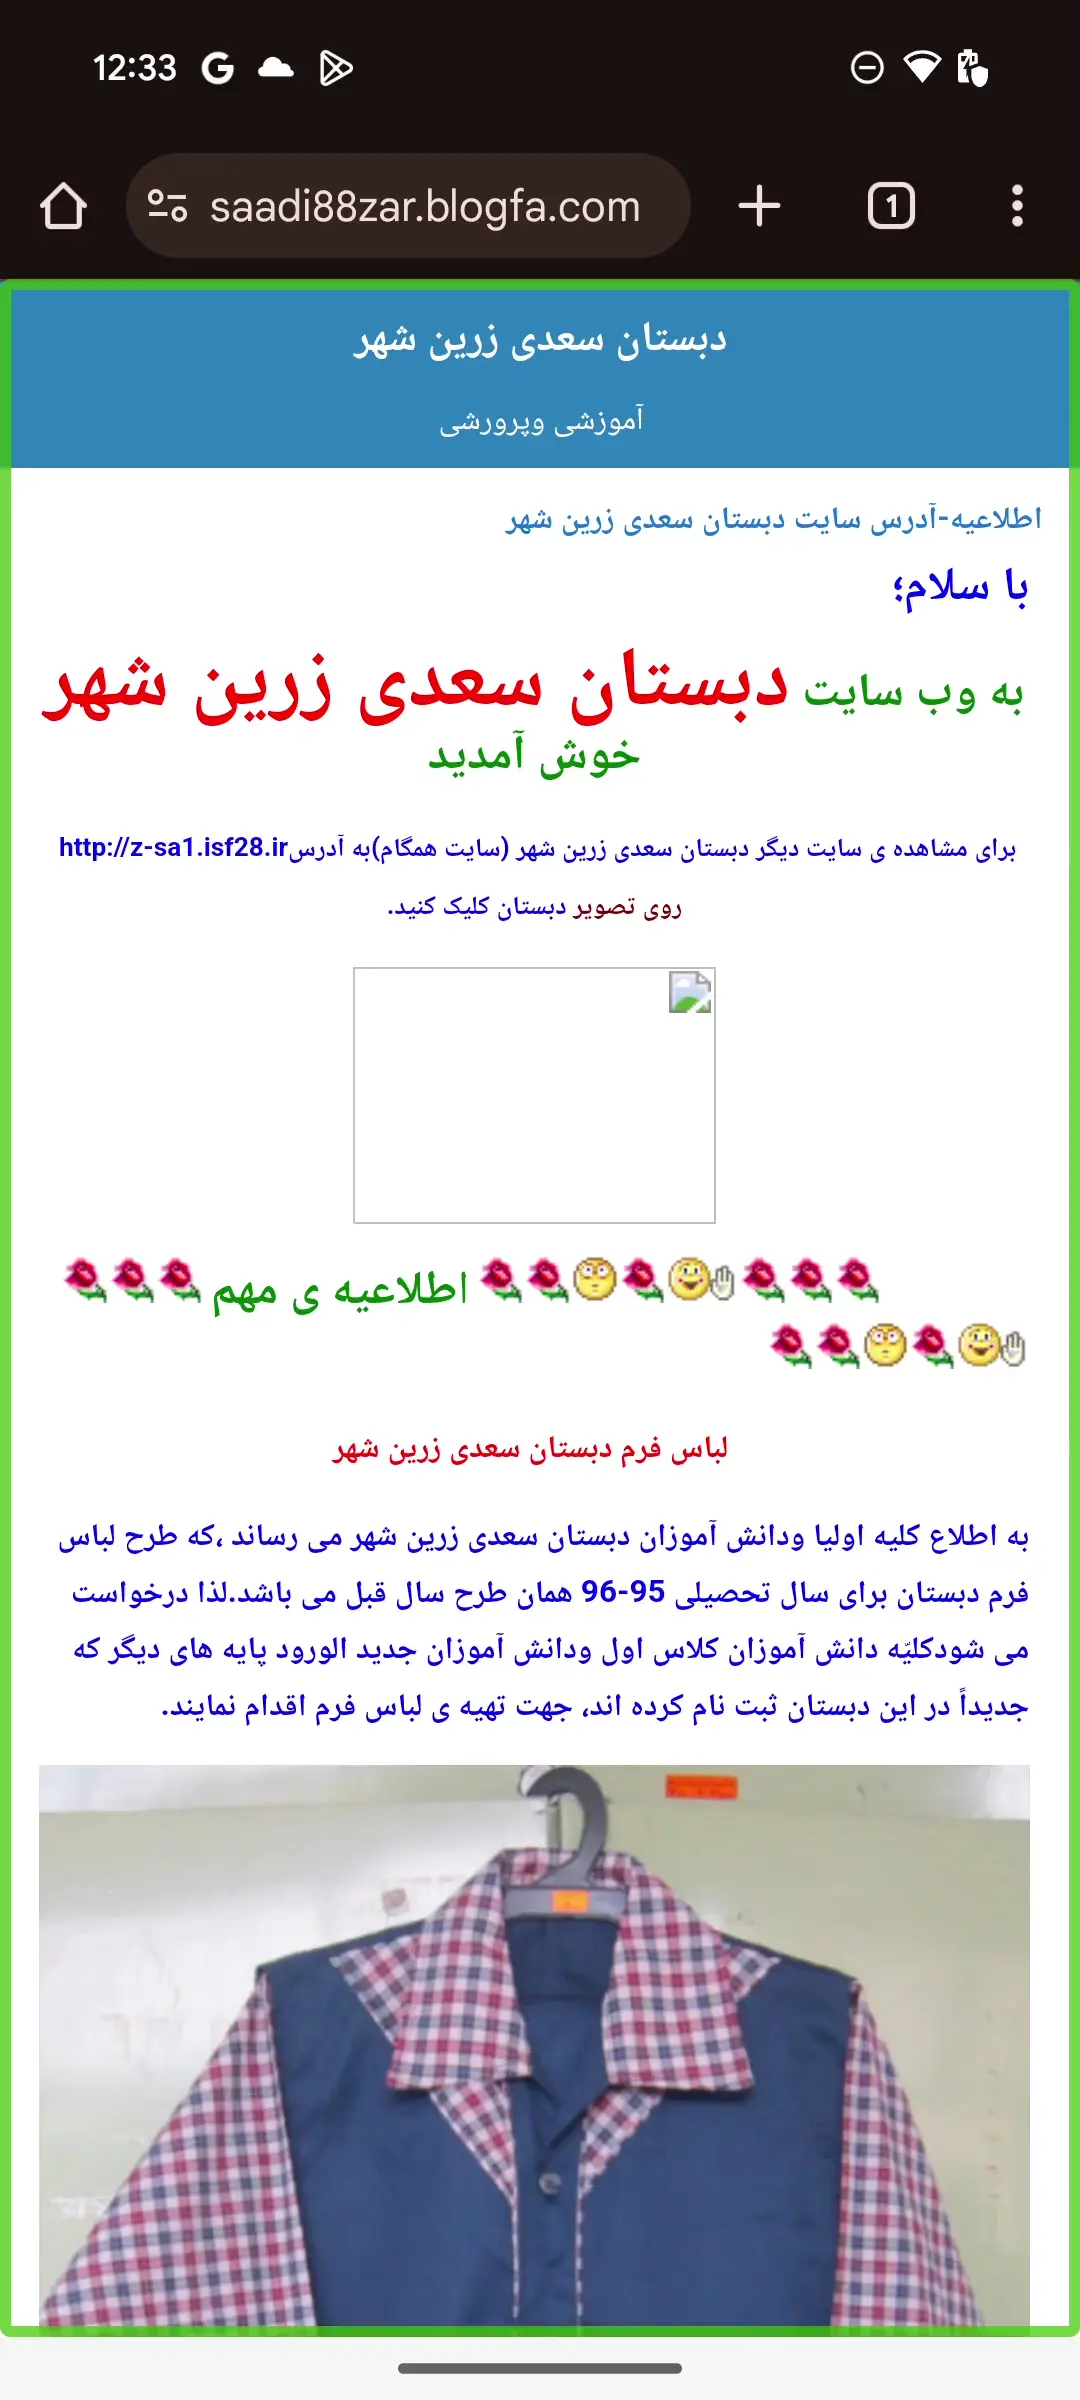 12:33
saadi88zar.blogfa.com
1
دبستان سعدی زرین شهر
آموزشی وپرورشی
اطلاعیه-آدرس سایت دبستان سعدی زرین شهر
با سلام؛
به وب سایت دبستان سعدی زرین شهر
خوش آمدید
برای مشاهده ی سایت دیگر دبستان سعدی زرین شهر (سایت همگام)به آدرسhttp://z-sa1.isf28.ir
روی تصویر دبستان کلیک کنید.
اطلاعیه ی مهم
لباس فرم دبستان سعدی زرین شهر
به اطلاع کلیه اولیا ودانش آموزان دبستان سعدی زرین شهر می رساند ،که طرح لباس
فرم دبستان برای سال تحصیلی 95-96 همان طرح سال قبل می باشد.لذا درخواست
می شودکلیّه دانش آموزان کلاس اول ودانش آموزان جدید الورود پایه های دیگر که
جدیداً در این دبستان ثبت نام کرده اند، جهت تهیه ی لباس فرم اقدام نمایند.